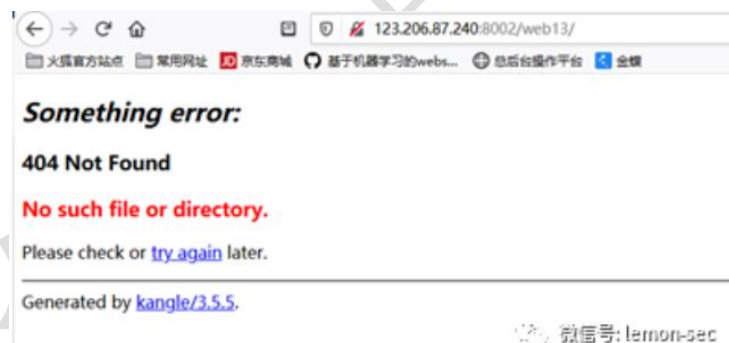 123.206.87.240:8002/web13/
火狐官方站点 常用网址 JD 京东商城 基于机器学习的webs... 总后台操作平台 金蝶
Something error:
404 Not Found
No such file or directory.
Please check or try again later.
Generated by kangle/3.5.5.
微信号: lemon-sec